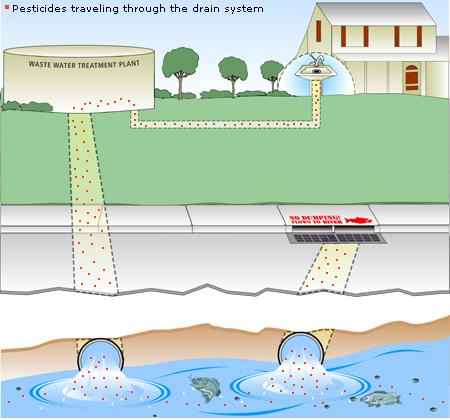 Pesticides traveling through the drain system
WASTE WATER TREATMENT PLANT
NO DUMPING!
FLOWS TO RIVER